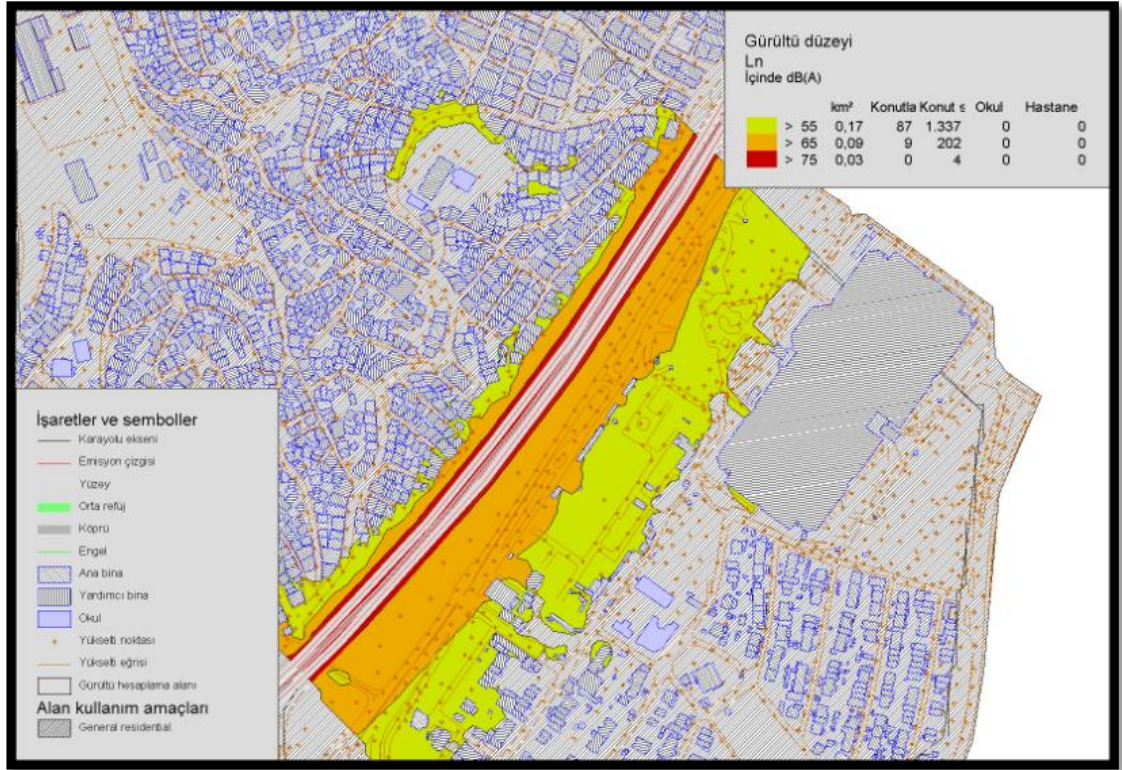 Gürültü düzeyi
Ln
İçinde dB(A)
km² Konutla Konut s Okul Hastane
> 55 0,17 87 1.337 0 0
> 65 0,09 9 202 0 0
> 75 0,03 0 4 0 0
İşaretler ve semboller
Karayolu ekseni
Emisyon çizgisi
Yüzey
Orta refüj
Köprü
Engel
Ana bina
Yardımcı bina
Okul
Yükselti noktası
Yükselti eğrisi
Gürültü hesaplama alanı
Alan kullanım amaçları
General residential